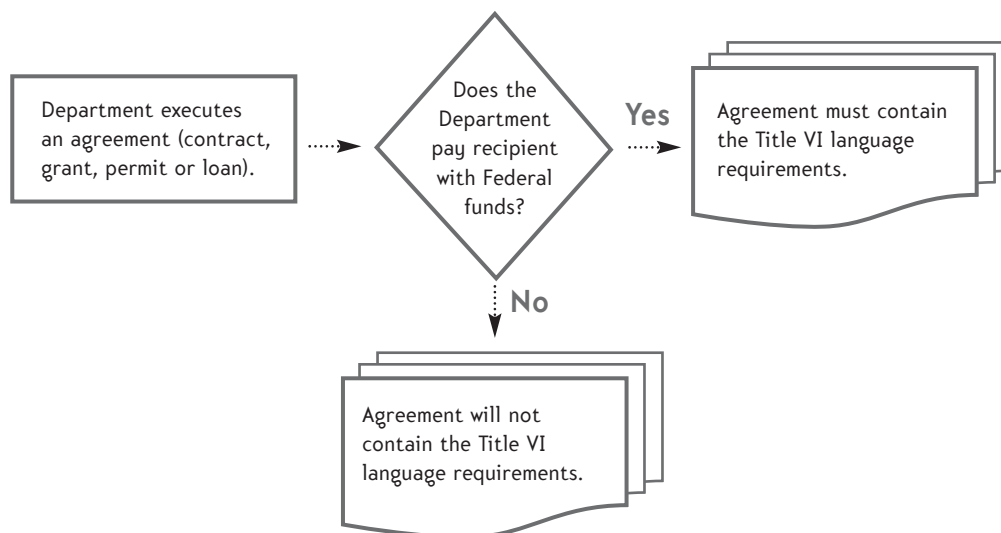 Department executes
an agreement (contract,
grant, permit or loan).
Does the
Department
pay recipient
with Federal
funds?
Yes
Agreement must contain
the Title VI language
requirements.
No
Agreement will not
contain the Title VI
language requirements.